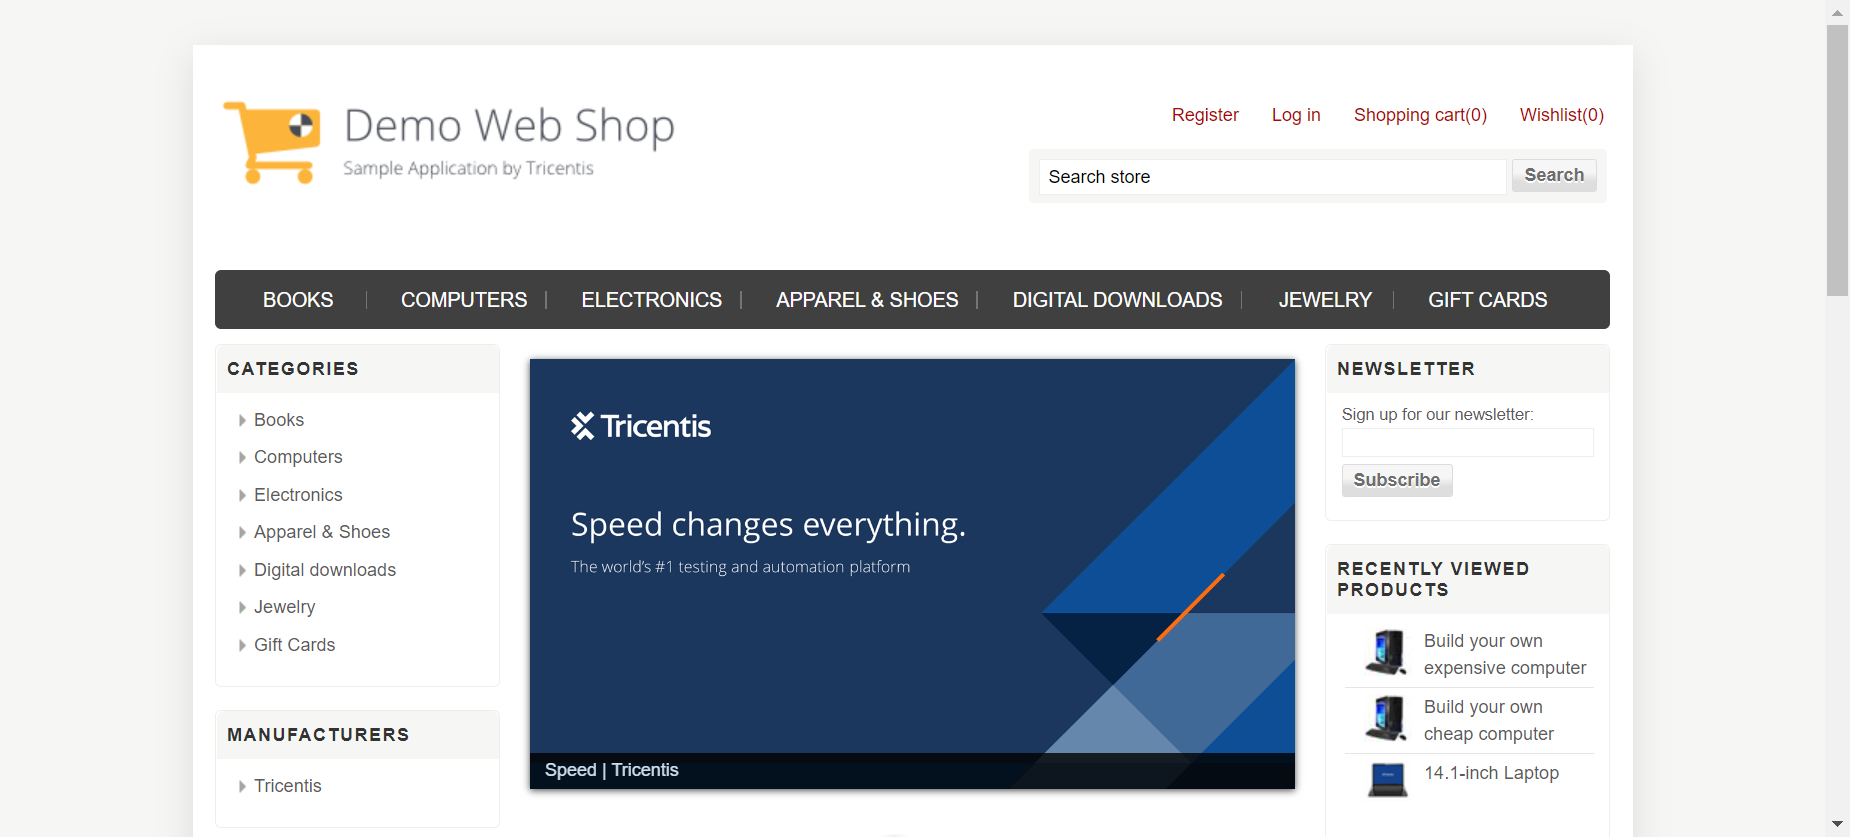 Demo Web Shop
Sample Application by Tricentis
Register Log in Shopping cart(0) Wishlist(0)
Search store Search
BOOKS COMPUTERS ELECTRONICS APPAREL & SHOES DIGITAL DOWNLOADS JEWELRY GIFT CARDS
CATEGORIES
Books
Computers
Electronics
Apparel & Shoes
Digital downloads
Jewelry
Gift Cards
MANUFACTURERS
Tricentis
Tricentis
Speed changes everything.
The world's #1 testing and automation platform
Speed | Tricentis
NEWSLETTER
Sign up for our newsletter:
Subscribe
RECENTLY VIEWED
PRODUCTS
Build your own
expensive computer
Build your own
cheap computer
14.1-inch Laptop